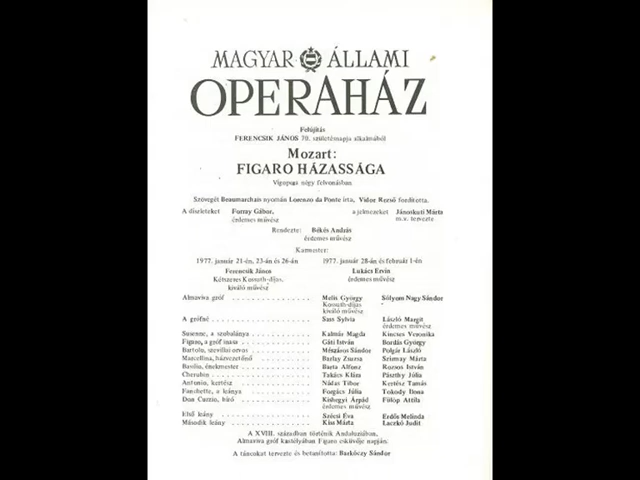 MAGYAR ÁLLAMI
OPERAHÁZ
Felújítás
FERENCSIK JÁNOS 70. születésnapja alkalmából
Mozart:
FIGARO HÁZASSÁGA
Vígopera négy felvonásban
Szövegét Beaumarchais nyomán Lorenzo da Ponte írta, Vidor Rezső fordította.
A díszleteket Forray Gábor, a jelmezeket Jánoskuti Márta
érdemes művész m.v. tervezte
Rendezte: Békés András
érdemes művész
Karmester:
1977. január 21-én, 23-án és 26-án 1977. január 28-án és február 1-én
Ferencsik János Lukács Ervin
Kétszeres Kossuth-díjas, érdemes művész
kiváló művész
Almaviva gróf Melis György Sólyom Nagy Sándor
Kossuth-díjas
kiváló művész
A grófné Sass Sylvia László Margit
érdemes művész
Susanne, a szobalánya Kalmár Magda Kincses Veronika
Figaro, a gróf inasa Gáti István Bordás György
Bartolo, sevillai orvos Mészáros Sándor Polgár László
Marcellina, házvezetőnő Barlay Zsuzsa Szirmay Márta
Basilio, énekmester Bartha Alfonz Rozsos István
Cherubin Takács Klára Pászthy Júlia
Antonio, kertész Nádas Tibor Kertész Tamás
Fanchette, a leánya Forgács Júlia Tokody Ilona
Don Curzio, bíró Kishegyi Árpád Fülöp Attila
érdemes művész
Első leány Szécsi Éva Erdős Melinda
Második leány Kiss Márta Laczkó Judit
A XVIII. században történik Andalúziában,
Almaviva gróf kastélyában Figaro esküvője napján.
A táncokat tervezte és betanította: Barkóczy Sándor